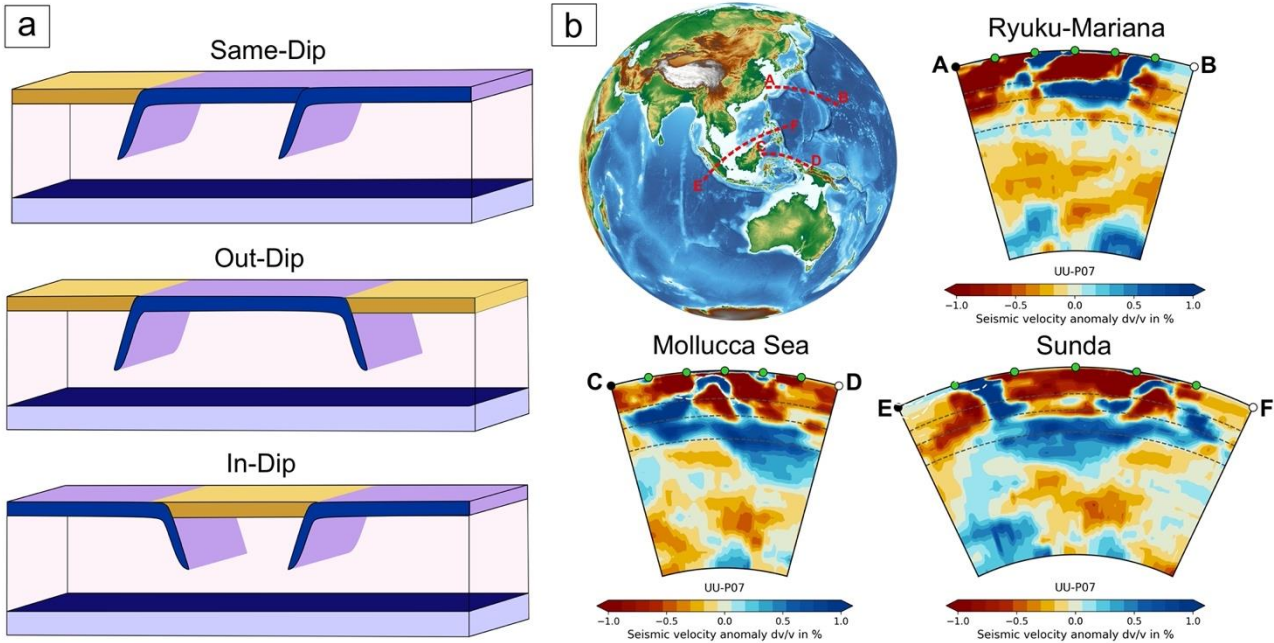 a
Same-Dip
Out-Dip
In-Dip
b
A
B
F
C
D
E
Ryuku-Mariana
A
B
UU-P07
−1.0 −0.5 0.0 0.5 1.0
Seismic velocity anomaly dv/v in %
Mollucca Sea
C
D
UU-P07
−1.0 −0.5 0.0 0.5 1.0
Seismic velocity anomaly dv/v in %
Sunda
E
F
UU-P07
−1.0 −0.5 0.0 0.5 1.0
Seismic velocity anomaly dv/v in %